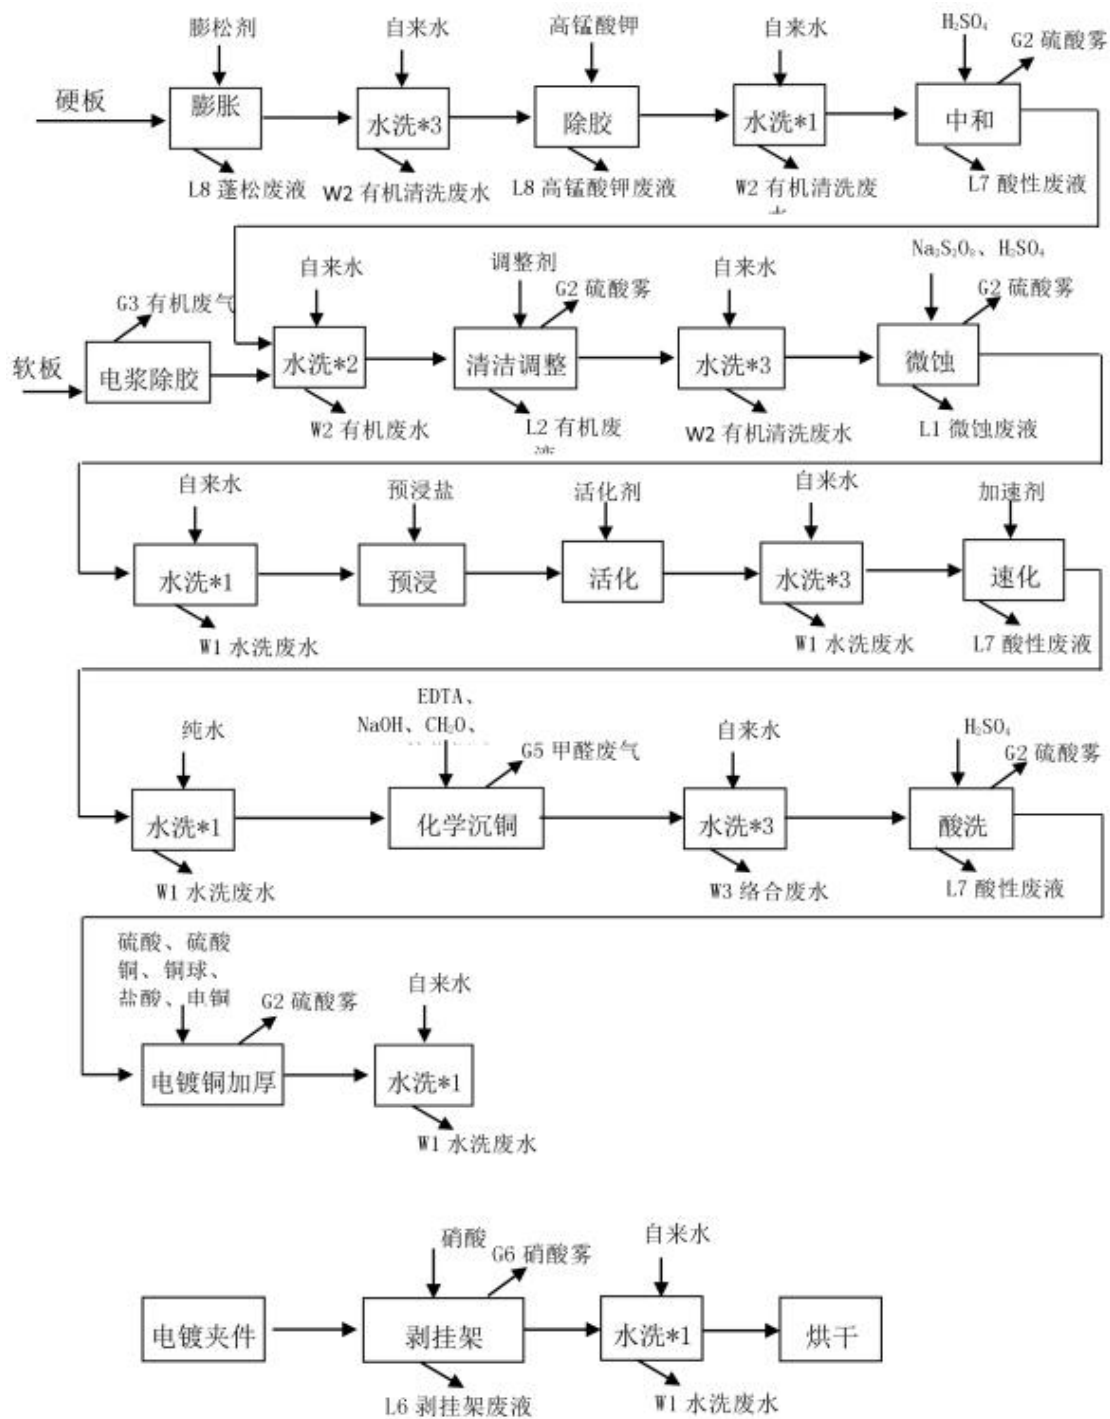 膨松剂
自来水
高锰酸钾
自来水
H₂SO₄
G2 硫酸雾
硬板
膨胀
水洗*3
除胶
水洗*1
中和
L8 蓬松废液
W2 有机清洗废水
L8 高锰酸钾废液
W2 有机清洗废
L7 酸性废液
G3 有机废气
自来水
调整剂
G2 硫酸雾
自来水
Na₂S₂O₈、H₂SO₄
G2 硫酸雾
软板
电浆除胶
水洗*2
清洁调整
水洗*3
微蚀
W2 有机废水
L2 有机废
W2 有机清洗废水
L1 微蚀废液
自来水
预浸盐
活化剂
自来水
加速剂
水洗*1
预浸
活化
水洗*3
速化
W1 水洗废水
W1 水洗废水
L7 酸性废液
纯水
EDTA、
NaOH、CH₂O、
G5 甲醛废气
自来水
H₂SO₄
G2 硫酸雾
水洗*1
化学沉铜
水洗*3
酸洗
W1 水洗废水
W3 络合废水
L7 酸性废液
硫酸、硫酸
铜、铜球、
盐酸、电铜
G2 硫酸雾
自来水
电镀铜加厚
水洗*1
W1 水洗废水
硝酸
G6 硝酸雾
自来水
电镀夹件
剥挂架
水洗*1
烘干
L6 剥挂架废液
W1 水洗废水